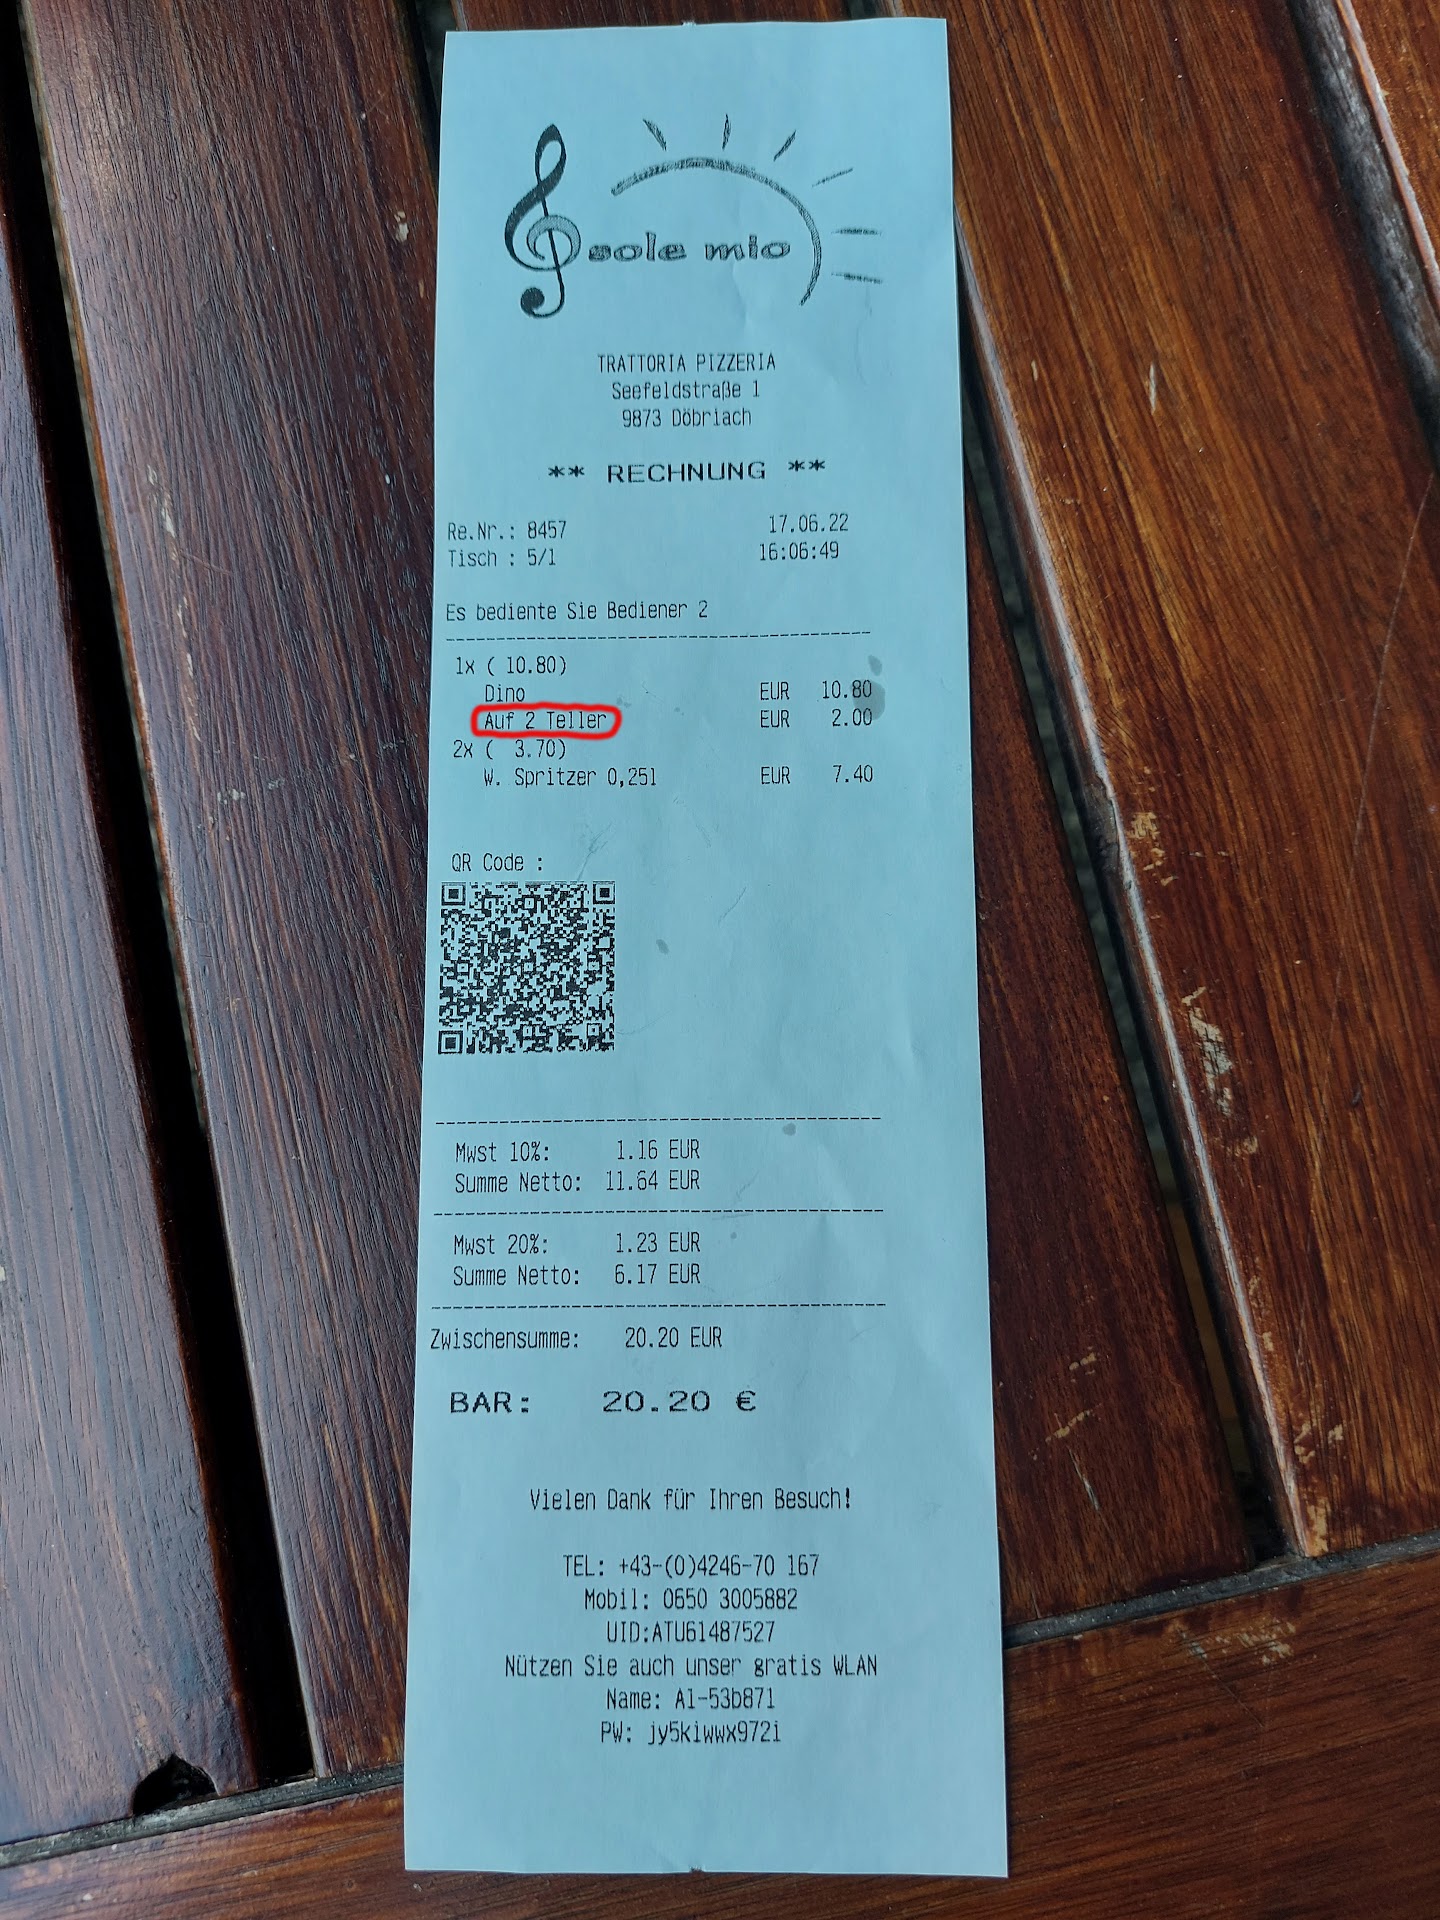 sole mio
TRATTORIA PIZZERIA
Seefeldstraße 1
9873 Döbriach
** RECHNUNG **
Re.Nr.: 8457 17.06.22
Tisch : 5/1 16:06:49
Es bediente Sie Bediener 2
1x ( 10.80)
Dino EUR 10.80
Auf 2 Teller EUR 2.00
2x ( 3.70)
W. Spritzer 0,25l EUR 7.40
QR Code :
Mwst 10%: 1.16 EUR
Summe Netto: 11.64 EUR
Mwst 20%: 1.23 EUR
Summe Netto: 6.17 EUR
Zwischensumme: 20.20 EUR
BAR: 20.20 €
Vielen Dank für Ihren Besuch!
TEL: +43-(0)4246-70 167
Mobil: 0650 3005882
UID:ATU61487527
Nützen Sie auch unser gratis WLAN
Name: A1-53b871
PW: jy5kiwwx972i